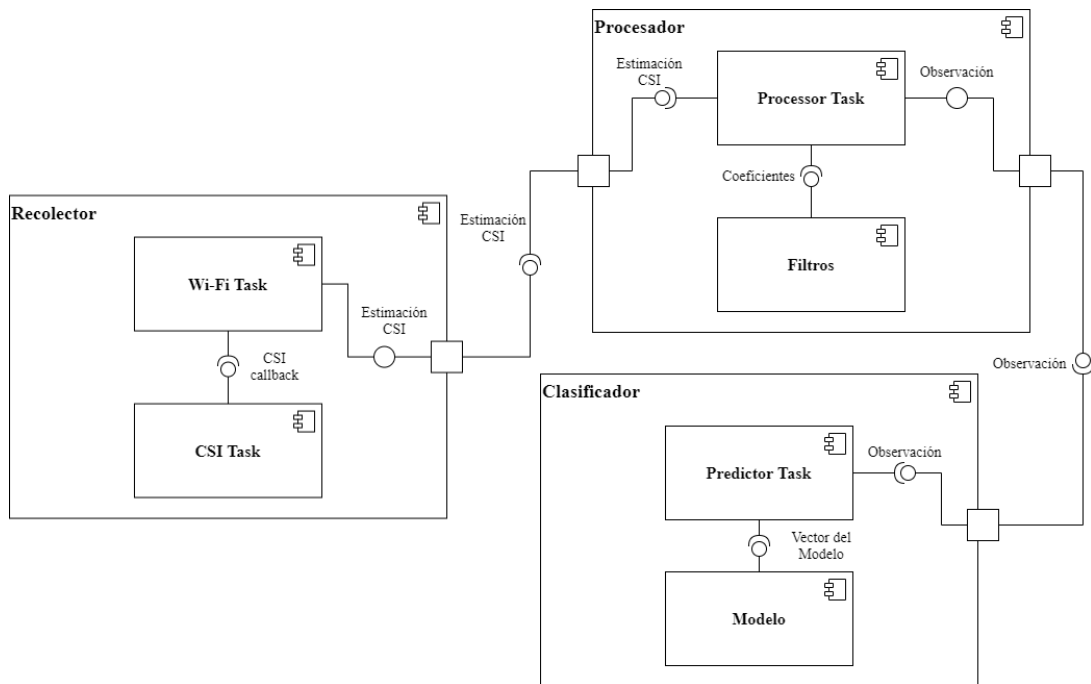 Procesador
Estimación
CSI
Processor Task
Observación
Coeficientes
Filtros
Recolector
Wi-Fi Task
Estimación
CSI
CSI
callback
CSI Task
Estimación
CSI
Observación
Clasificador
Predictor Task
Observación
Vector del
Modelo
Modelo